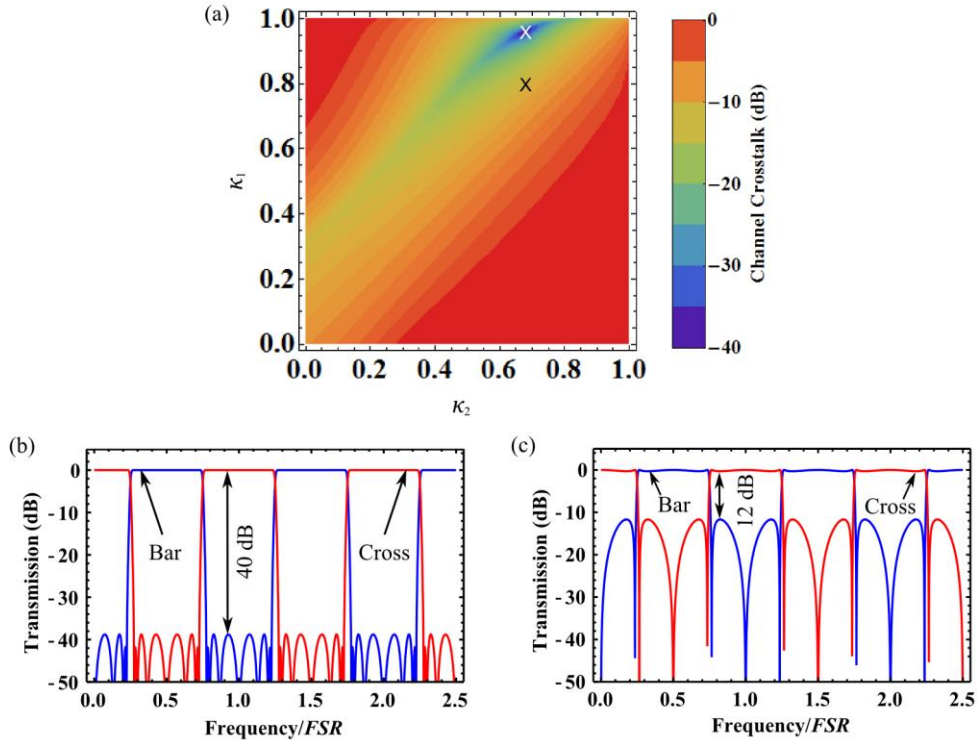 (a)
1.0
0.8
0.6
0.4
0.2
0.0
κ1
0.0 0.2 0.4 0.6 0.8 1.0
κ2
X
X
0
−10
−20
−30
−40
Channel Crosstalk (dB)
(b)
0
-10
-20
-30
-40
-50
Transmission (dB)
Bar
40 dB
Cross
0.0 0.5 1.0 1.5 2.0 2.5
Frequency/FSR
(c)
0
-10
-20
-30
-40
-50
Transmission (dB)
Bar
12 dB
Cross
0.0 0.5 1.0 1.5 2.0 2.5
Frequency/FSR